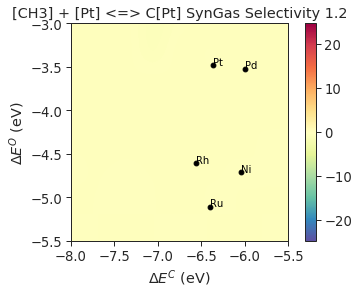 [CH3] + [Pt] <=> C[Pt] SynGas Selectivity 1.2
−3.0
−3.5
−4.0
−4.5
−5.0
−5.5
ΔE^O (eV)
Pt
Pd
Rh
Ni
Ru
−8.0 −7.5 −7.0 −6.5 −6.0 −5.5
ΔE^C (eV)
20
10
0
−10
−20